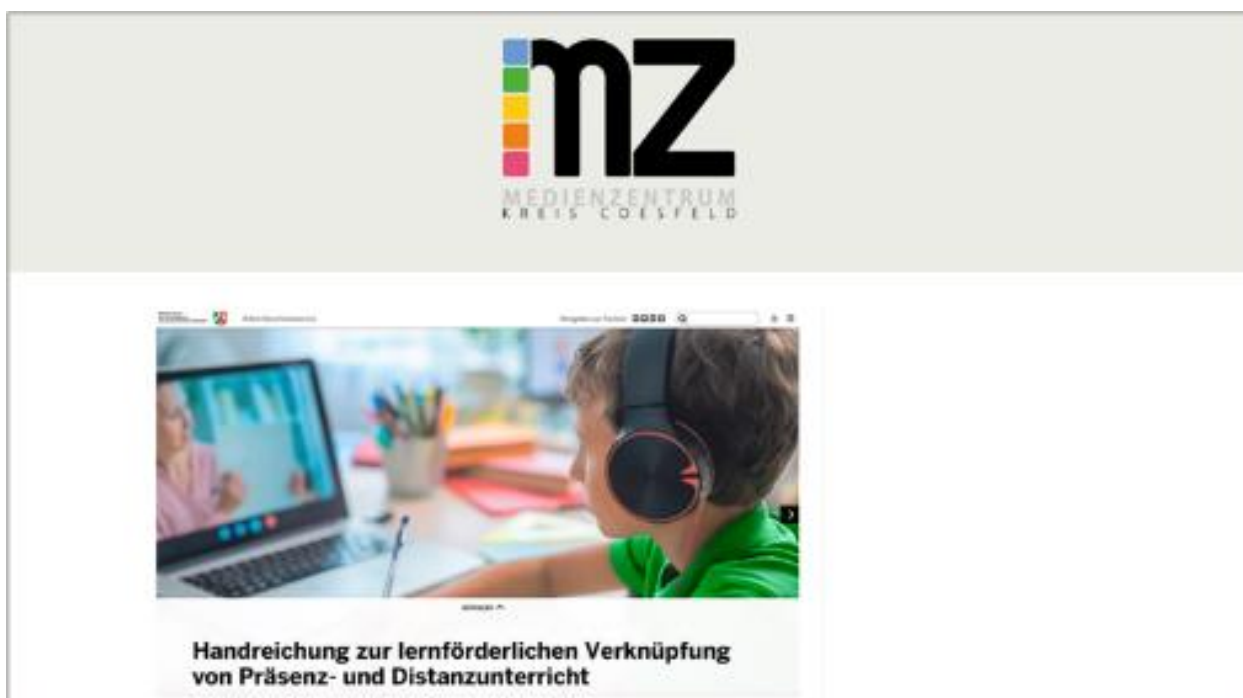 mz
MEDIENZENTRUM
KREIS COESFELD
Handreichung zur lernförderlichen Verknüpfung
von Präsenz- und Distanzunterricht